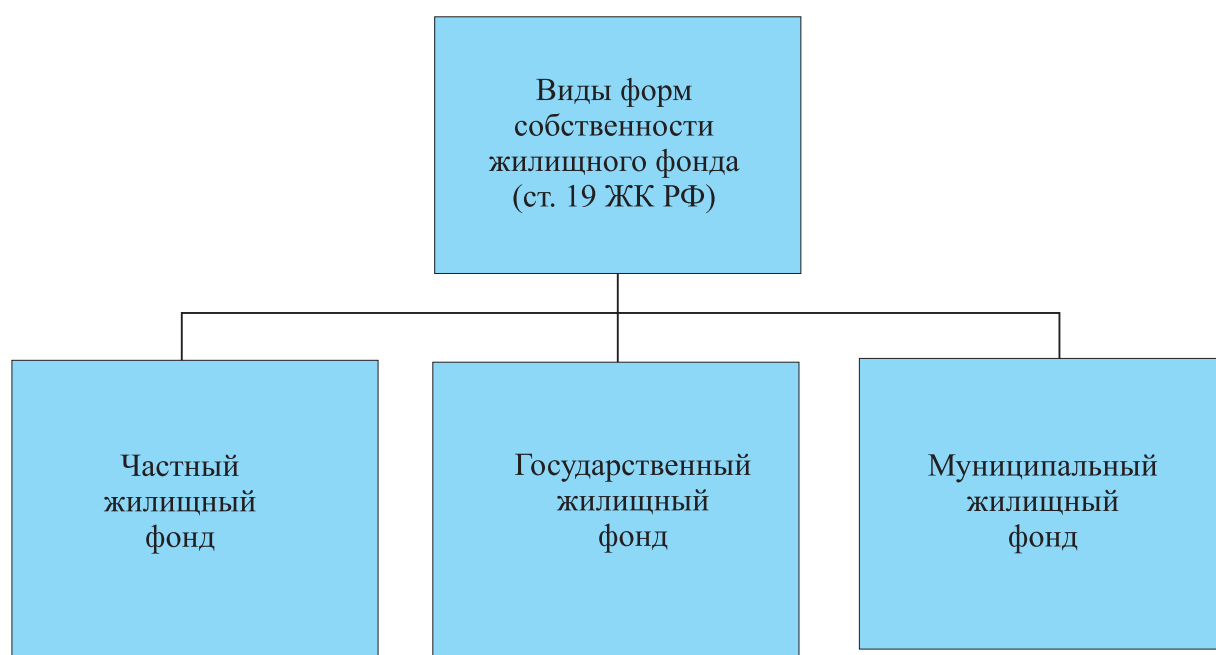 Виды форм
собственности
жилищного фонда
(ст. 19 ЖК РФ)
Частный
жилищный
фонд
Государственный
жилищный
фонд
Муниципальный
жилищный
фонд